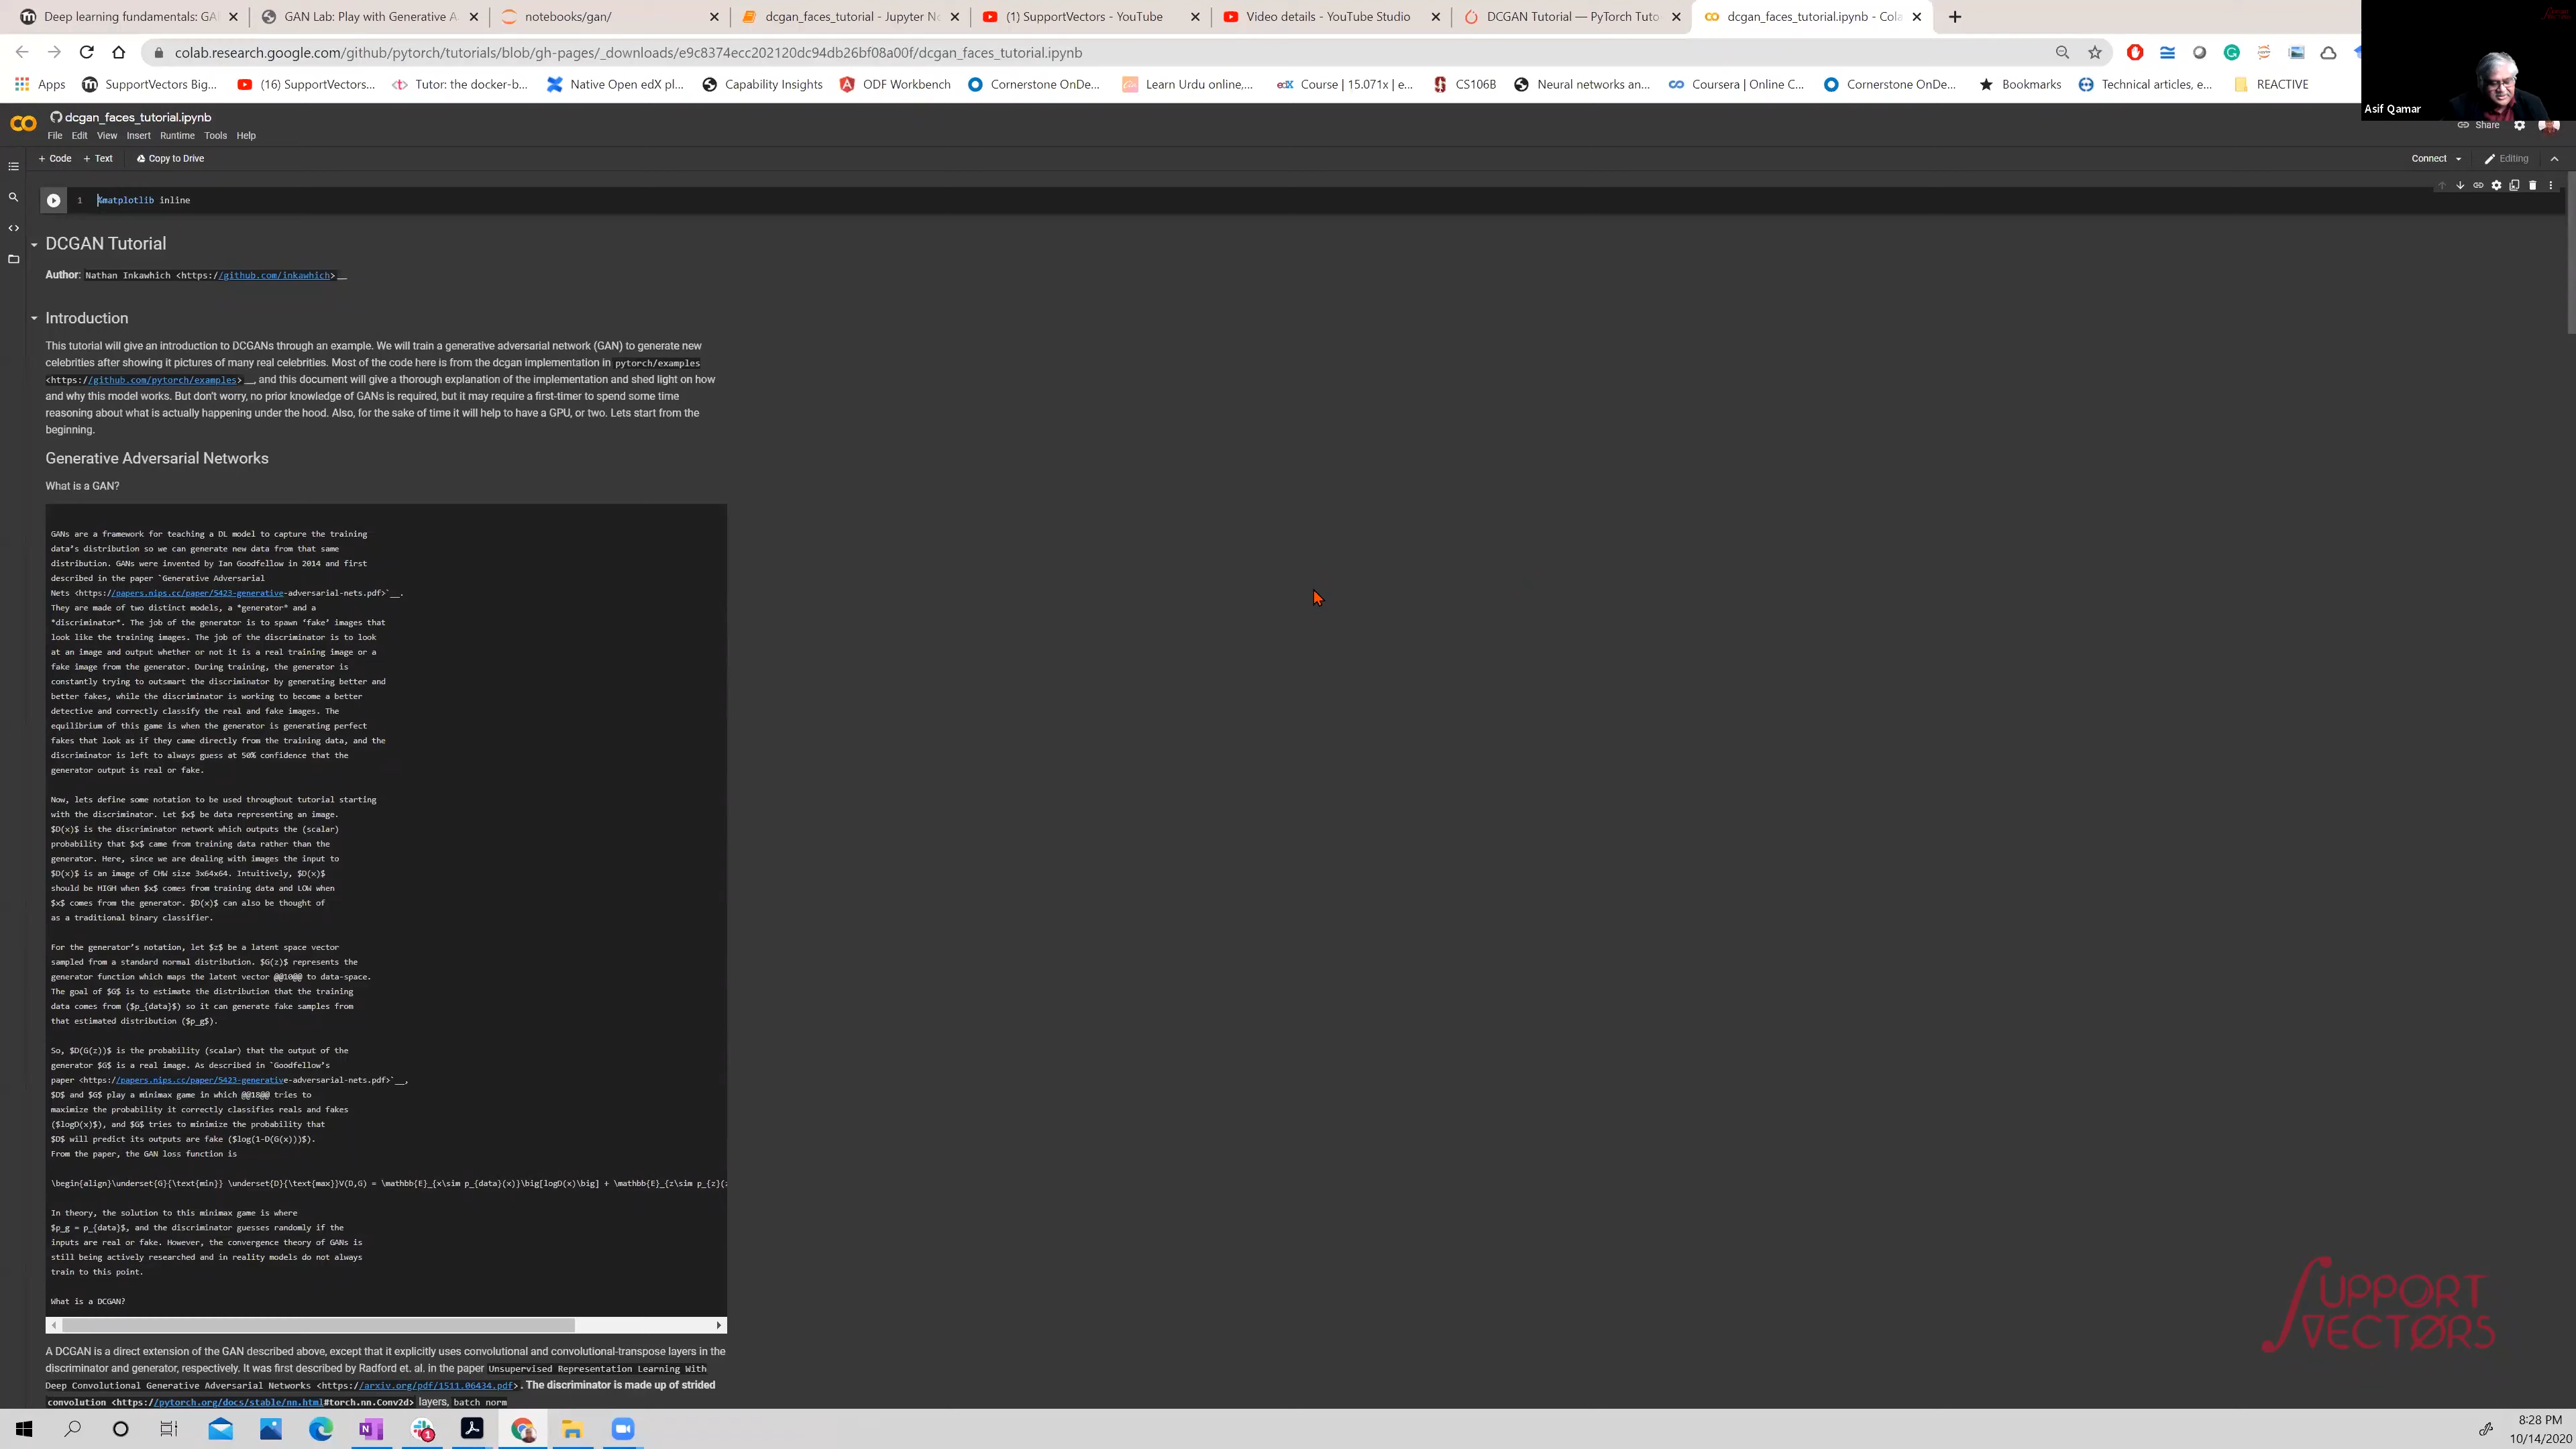 Deep learning fundamentals: GA
GAN Lab: Play with Generative A
notebooks/gan/
dcgan_faces_tutorial - Jupyter No
(1) SupportVectors - YouTube
Video details - YouTube Studio
DCGAN Tutorial — PyTorch Tuto
dcgan_faces_tutorial.ipynb - Cola
colab.research.google.com/github/pytorch/tutorials/blob/gh-pages/_downloads/e9c8374ecc202120dc94db26bf08a00f/dcgan_faces_tutorial.ipynb
Apps
SupportVectors Big...
(16) SupportVectors...
Tutor: the docker-b...
Native Open edX pl...
Capability Insights
ODF Workbench
Cornerstone OnDe...
Learn Urdu online,...
Course | 15.071x | e...
CS106B
Neural networks an...
Coursera | Online C...
Cornerstone OnDe...
Bookmarks
Technical articles, e...
REACTIVE
Asif Qamar
dcgan_faces_tutorial.ipynb
File Edit View Insert Runtime Tools Help
Share
+ Code + Text Copy to Drive
Connect
Editing
1 %matplotlib inline
DCGAN Tutorial
Author: Nathan Inkawhich <https://github.com/inkawhich>__
Introduction
This tutorial will give an introduction to DCGANs through an example. We will train a generative adversarial network (GAN) to generate new
celebrities after showing it pictures of many real celebrities. Most of the code here is from the dcgan implementation in pytorch/examples
<https://github.com/pytorch/examples>__, and this document will give a thorough explanation of the implementation and shed light on how
and why this model works. But don't worry, no prior knowledge of GANs is required, but it may require a first-timer to spend some time
reasoning about what is actually happening under the hood. Also, for the sake of time it will help to have a GPU, or two. Lets start from the
beginning.
Generative Adversarial Networks
What is a GAN?
GANs are a framework for teaching a DL model to capture the training
data's distribution so we can generate new data from that same
distribution. GANs were invented by Ian Goodfellow in 2014 and first
described in the paper `Generative Adversarial
Nets <https://papers.nips.cc/paper/5423-generative-adversarial-nets.pdf>`__.
They are made of two distinct models, a *generator* and a
*discriminator*. The job of the generator is to spawn ‘fake’ images that
look like the training images. The job of the discriminator is to look
at an image and output whether or not it is a real training image or a
fake image from the generator. During training, the generator is
constantly trying to outsmart the discriminator by generating better and
better fakes, while the discriminator is working to become a better
detective and correctly classify the real and fake images. The
equilibrium of this game is when the generator is generating perfect
fakes that look as if they came directly from the training data, and the
discriminator is left to always guess at 50% confidence that the
generator output is real or fake.
Now, lets define some notation to be used throughout tutorial starting
with the discriminator. Let $x$ be data representing an image.
$D(x)$ is the discriminator network which outputs the (scalar)
probability that $x$ came from training data rather than the
generator. Here, since we are dealing with images the input to
$D(x)$ is an image of CHW size 3x64x64. Intuitively, $D(x)$
should be HIGH when $x$ comes from training data and LOW when
$x$ comes from the generator. $D(x)$ can also be thought of
as a traditional binary classifier.
For the generator’s notation, let $z$ be a latent space vector
sampled from a standard normal distribution. $G(z)$ represents the
generator function which maps the latent vector @@10@@ to data-space.
The goal of $G$ is to estimate the distribution that the training
data comes from ($p_{data}$) so it can generate fake samples from
that estimated distribution ($p_g$).
So, $D(G(z))$ is the probability (scalar) that the output of the
generator $G$ is a real image. As described in `Goodfellow’s
paper <https://papers.nips.cc/paper/5423-generative-adversarial-nets.pdf>`__,
$D$ and $G$ play a minimax game in which @@18@@ tries to
maximize the probability it correctly classifies reals and fakes
($logD(x)$), and $G$ tries to minimize the probability that
$D$ will predict its outputs are fake ($log(1-D(G(x)))$).
From the paper, the GAN loss function is
\begin{align}\underset{G}{\text{min}} \underset{D}{\text{max}}V(D,G) = \mathbb{E}_{x\sim p_{data}(x)}\big[logD(x)\big] + \mathbb{E}_{z\sim p_{z}(z
In theory, the solution to this minimax game is where
$p_g = p_{data}$, and the discriminator guesses randomly if the
inputs are real or fake. However, the convergence theory of GANs is
still being actively researched and in reality models do not always
train to this point.
What is a DCGAN?
A DCGAN is a direct extension of the GAN described above, except that it explicitly uses convolutional and convolutional-transpose layers in the
discriminator and generator, respectively. It was first described by Radford et. al. in the paper Unsupervised Representation Learning With
Deep Convolutional Generative Adversarial Networks <https://arxiv.org/pdf/1511.06434.pdf>. The discriminator is made up of strided
convolution <https://pytorch.org/docs/stable/nn.html#torch.nn.Conv2d> layers, batch norm
SUPPORT
VECTORS
8:28 PM
10/14/2020